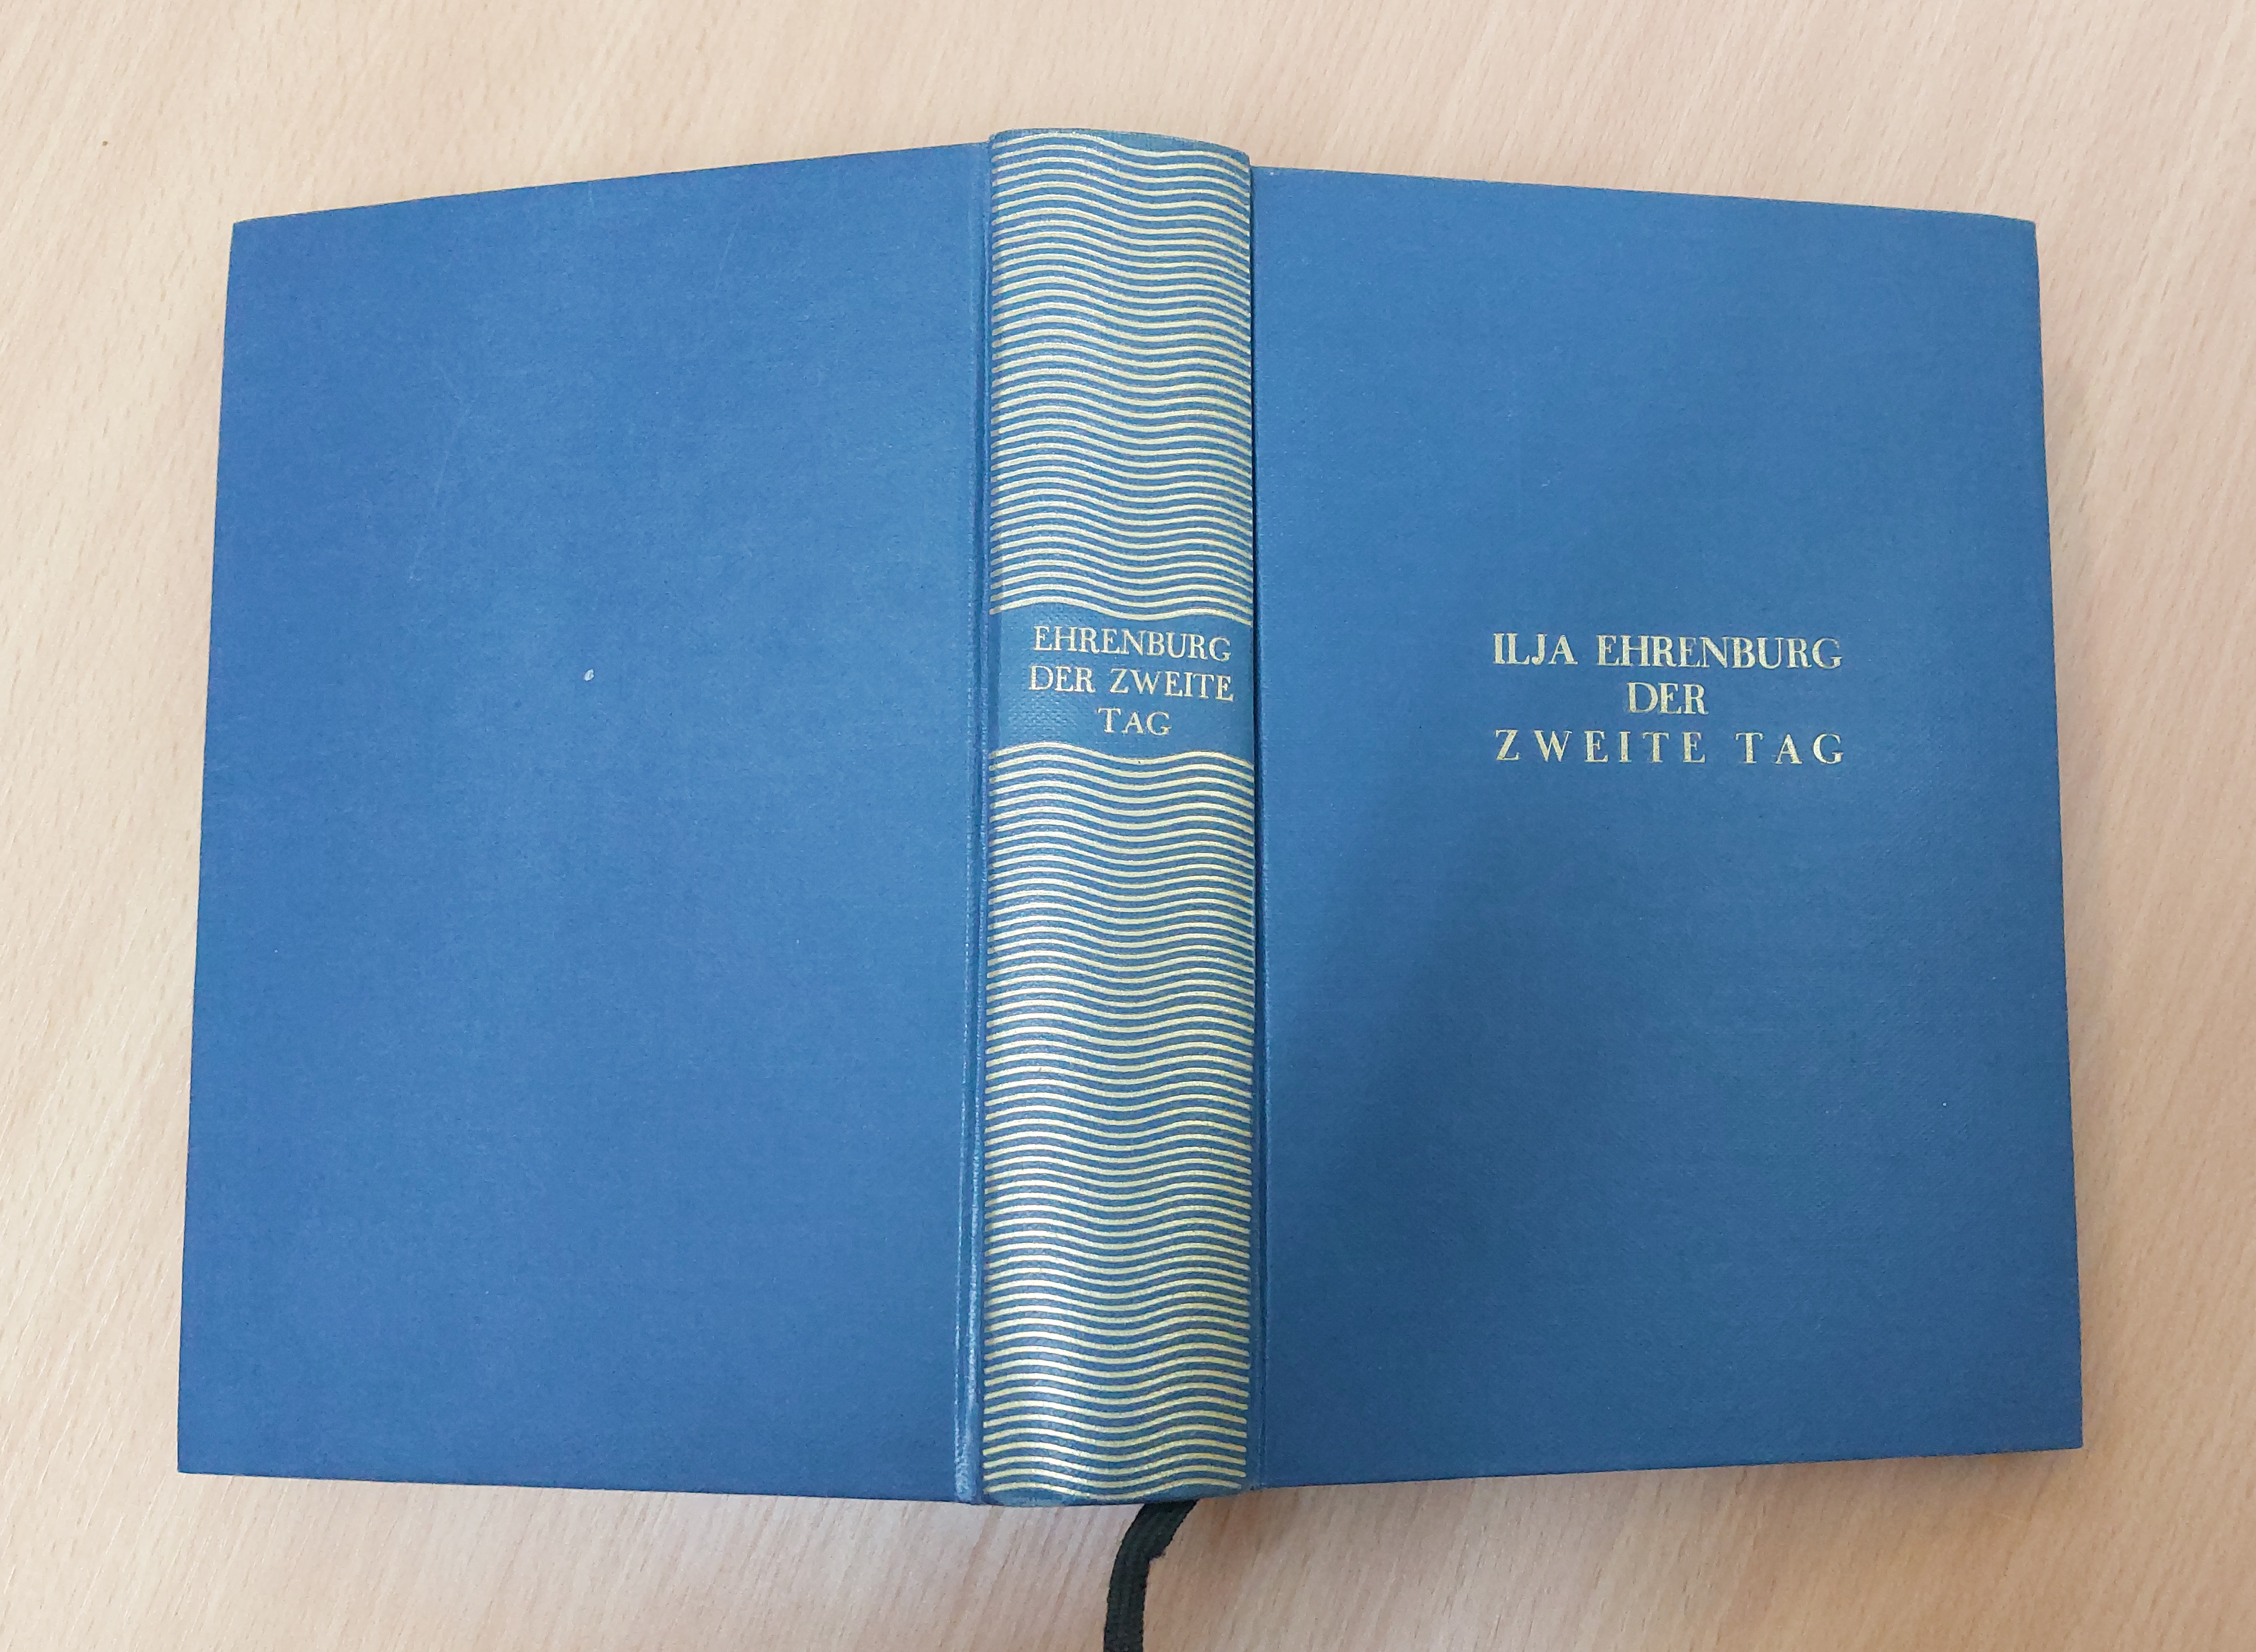 EHRENBURG
DER ZWEITE
TAG
ILJA EHRENBURG
DER
ZWEITE TAG